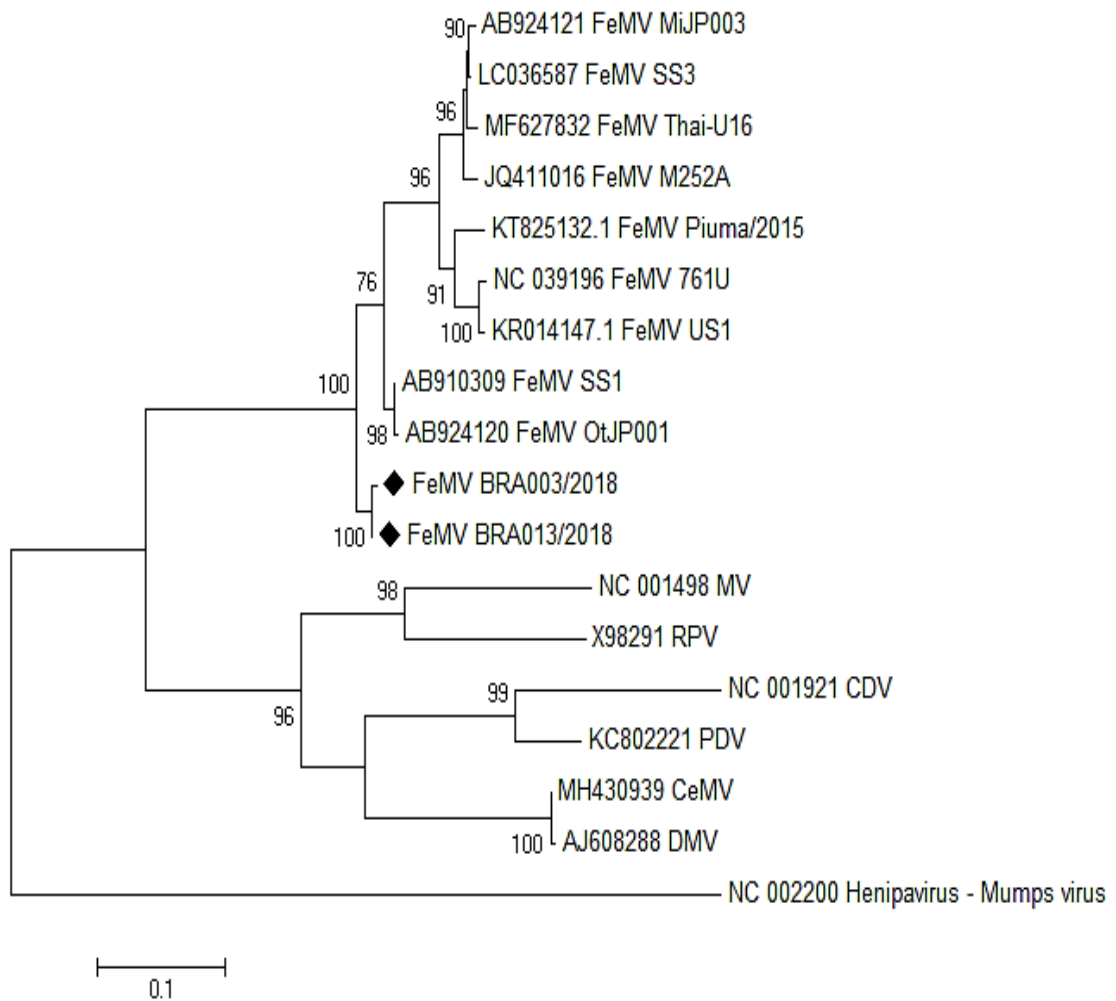 90
AB924121 FeMV MiJP003
LC036587 FeMV SS3
96
MF627832 FeMV Thai-U16
96
JQ411016 FeMV M252A
KT825132.1 FeMV Piuma/2015
76
91
NC 039196 FeMV 761U
100
KR014147.1 FeMV US1
100
AB910309 FeMV SS1
98
AB924120 FeMV OtJP001
FeMV BRA003/2018
100
FeMV BRA013/2018
98
NC 001498 MV
X98291 RPV
99
NC 001921 CDV
96
KC802221 PDV
MH430939 CeMV
100
AJ608288 DMV
NC 002200 Henipavirus - Mumps virus
0.1